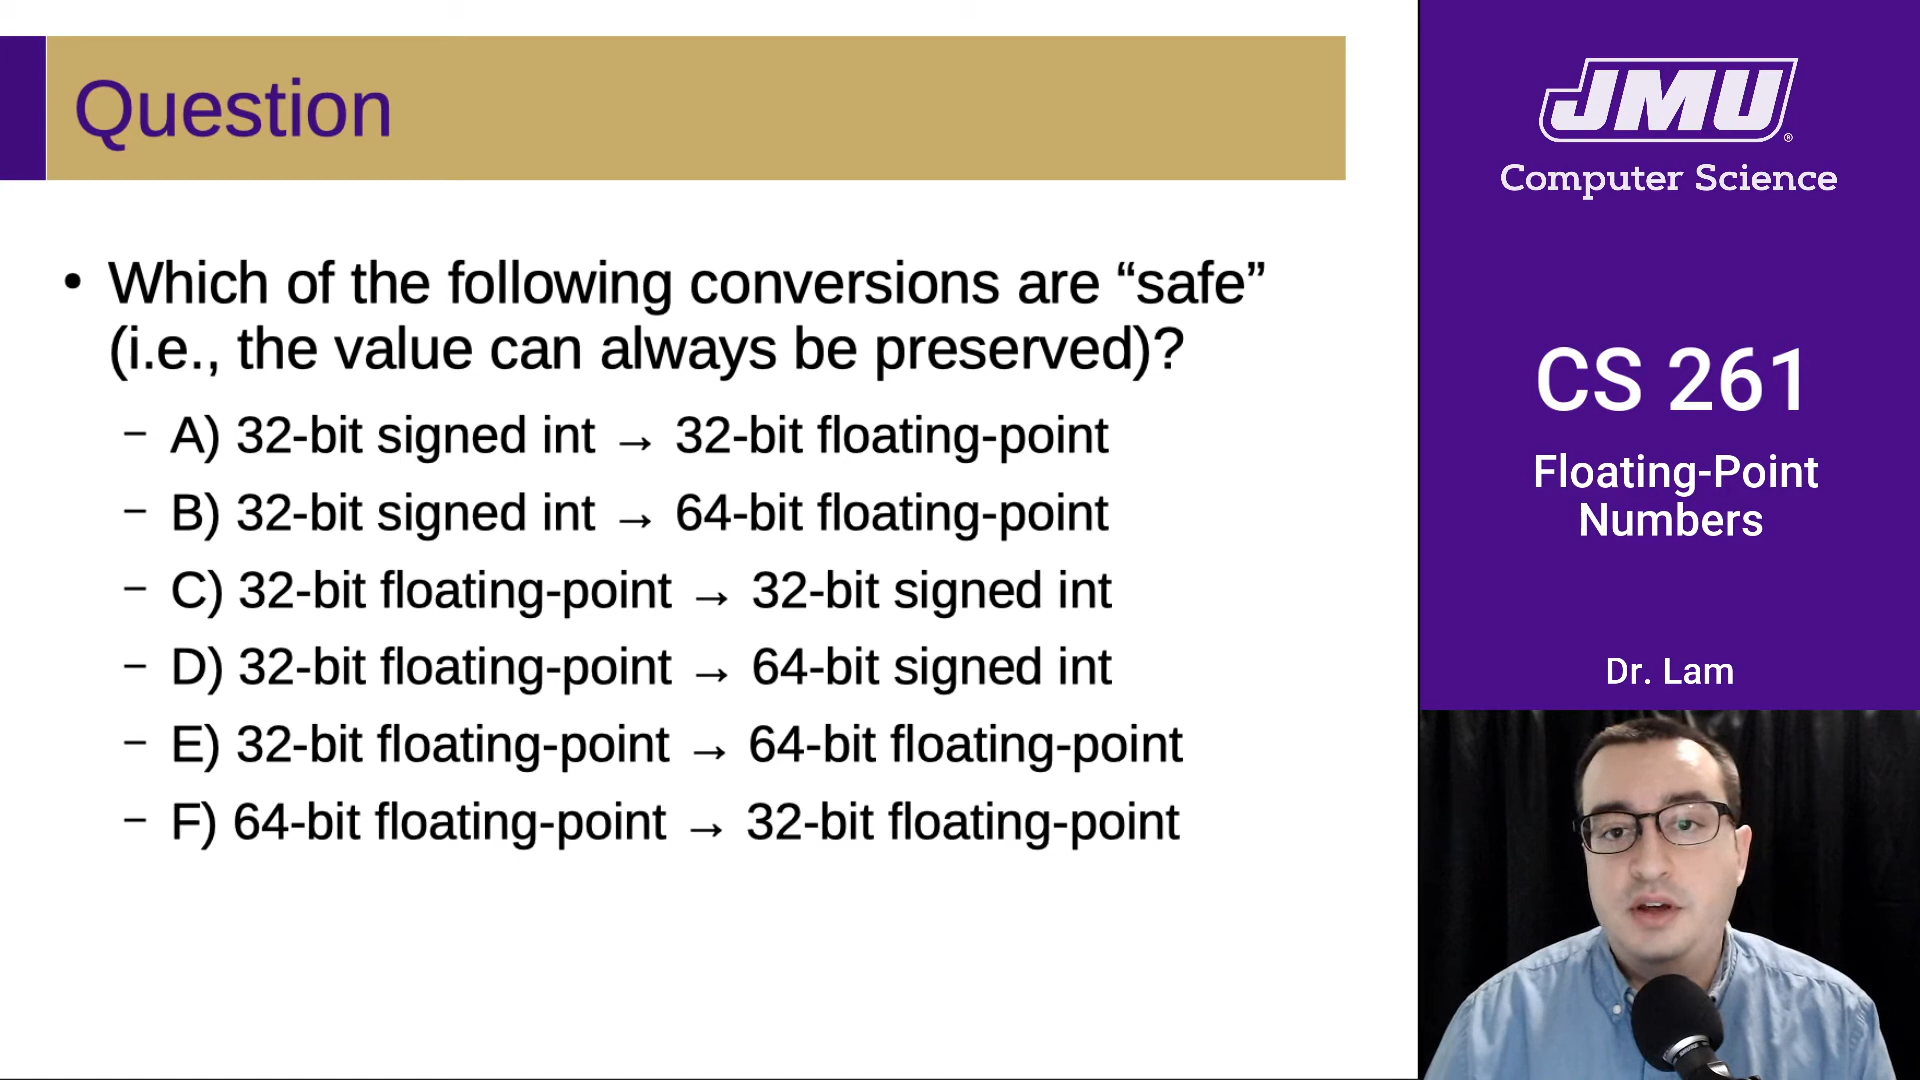 Question
• Which of the following conversions are “safe”
(i.e., the value can always be preserved)?
– A) 32-bit signed int → 32-bit floating-point
– B) 32-bit signed int → 64-bit floating-point
– C) 32-bit floating-point → 32-bit signed int
– D) 32-bit floating-point → 64-bit signed int
– E) 32-bit floating-point → 64-bit floating-point
– F) 64-bit floating-point → 32-bit floating-point
JMU®
Computer Science
CS 261
Floating-Point
Numbers
Dr. Lam